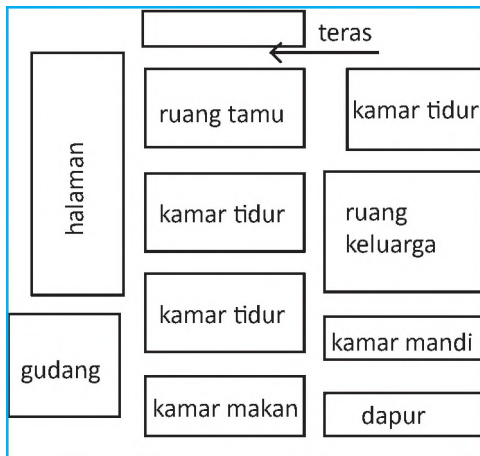 teras
ruang tamu
kamar tidur
halaman
kamar tidur
ruang
keluarga
kamar tidur
kamar mandi
gudang
kamar makan
dapur